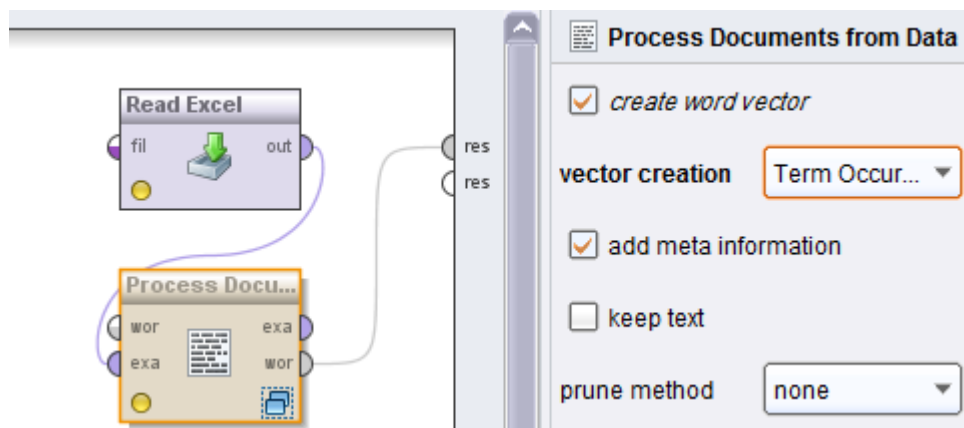 Read Excel
fil out
res
res
Process Docu...
wor exa
exa wor
Process Documents from Data
create word vector
vector creation Term Occur...
add meta information
keep text
prune method none